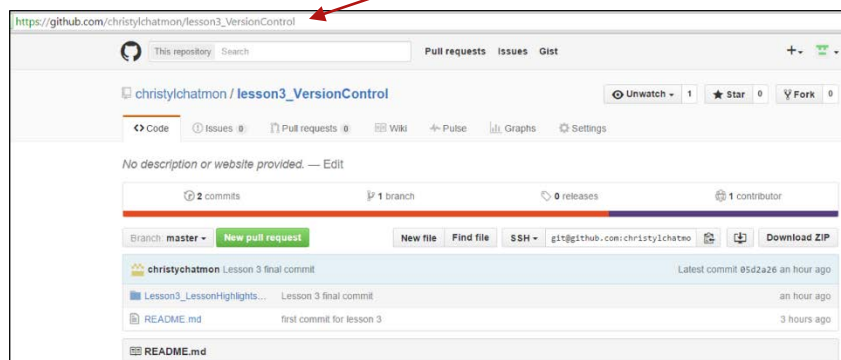 https://github.com/christylchatmon/lesson3_VersionControl
This repository Search Pull requests Issues Gist
christylchatmon / lesson3_VersionControl Unwatch 1 Star 0 Fork 0
Code Issues 0 Pull requests 0 Wiki Pulse Graphs Settings
No description or website provided. — Edit
2 commits 1 branch 0 releases 1 contributor
Branch: master New pull request New file Find file SSH git@github.com:christylchatmo Download ZIP
christychatmon Lesson 3 final commit Latest commit 05d2a26 an hour ago
Lesson3_LessonHighlights... Lesson 3 final commit an hour ago
README.md first commit for lesson 3 3 hours ago
README.md